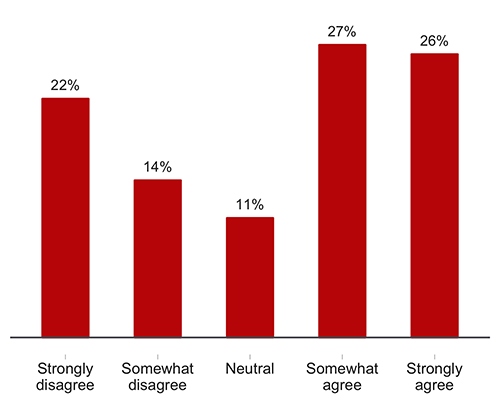 22%
14%
11%
27%
26%
Strongly disagree
Somewhat disagree
Neutral
Somewhat agree
Strongly agree